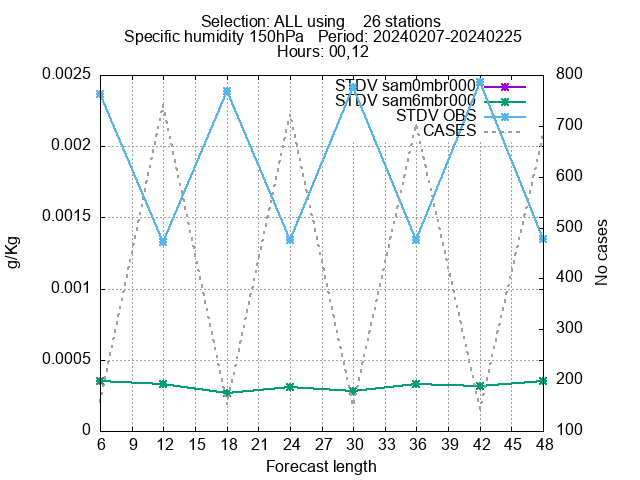 Selection: ALL using    26 stations
Specific humidity 150hPa   Period: 20240207-20240225
Hours: 00,12
STDV sam0mbr000
STDV sam6mbr000
STDV OBS
CASES
0.0025
0.002
0.0015
0.001
0.0005
0
g/Kg
800
700
600
500
400
300
200
100
No cases
6 9 12 15 18 21 24 27 30 33 36 39 42 45 48
Forecast length